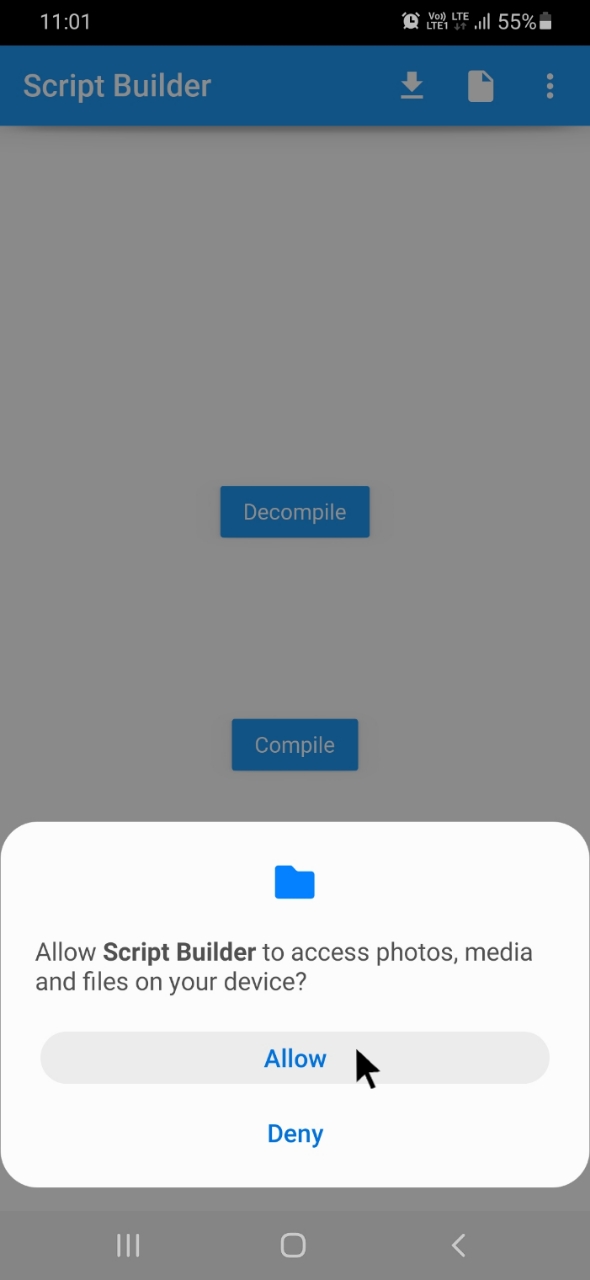 11:01
Vo)) LTE
LTE1
55%
Script Builder
Decompile
Compile
Allow Script Builder to access photos, media
and files on your device?
Allow
Deny